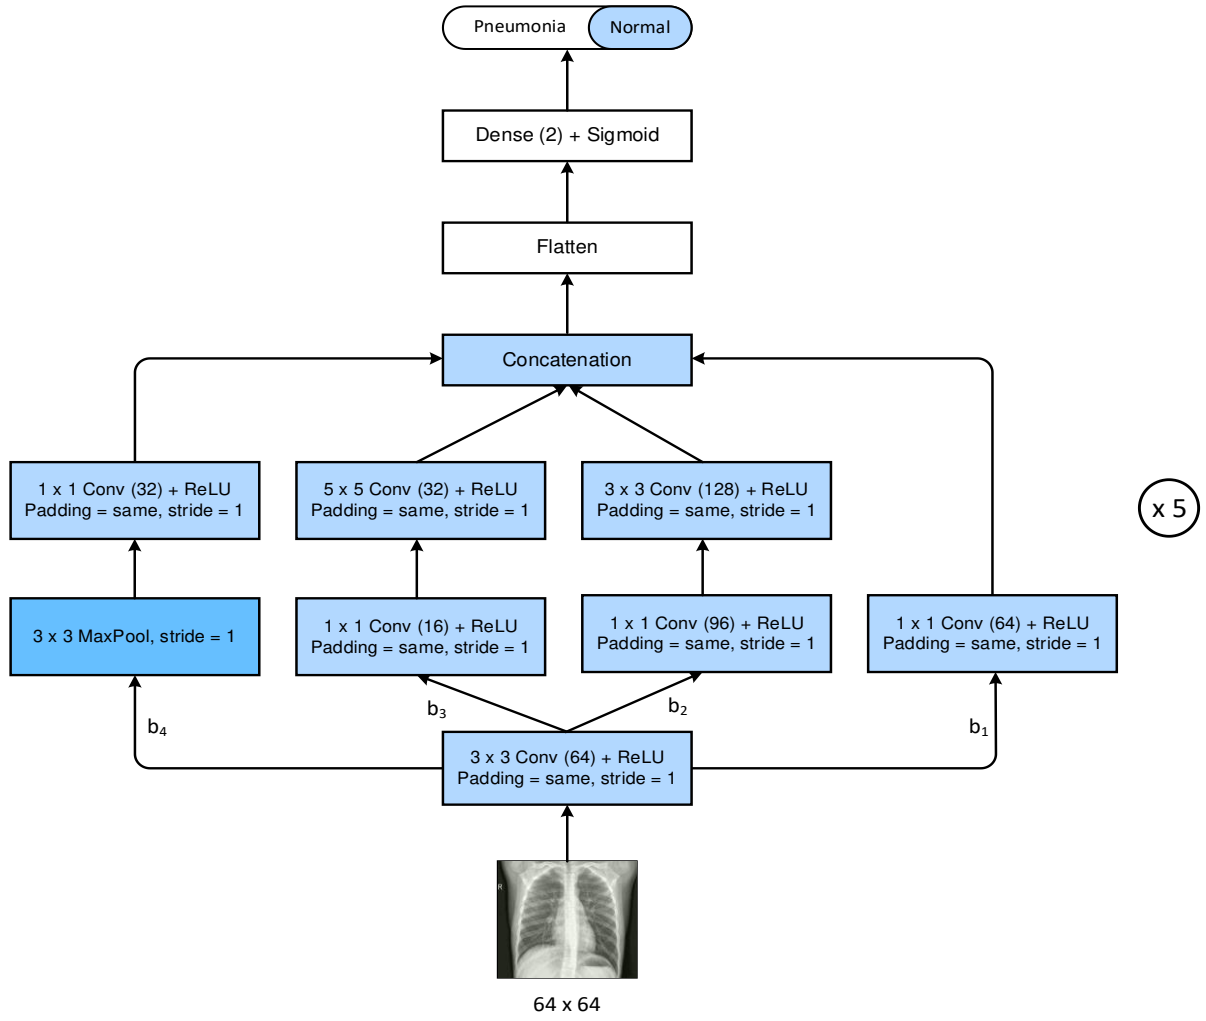 Pneumonia Normal
Dense (2) + Sigmoid
Flatten
Concatenation
1 x 1 Conv (32) + ReLU
Padding = same, stride = 1
5 x 5 Conv (32) + ReLU
Padding = same, stride = 1
3 x 3 Conv (128) + ReLU
Padding = same, stride = 1
x 5
3 x 3 MaxPool, stride = 1
1 x 1 Conv (16) + ReLU
Padding = same, stride = 1
1 x 1 Conv (96) + ReLU
Padding = same, stride = 1
1 x 1 Conv (64) + ReLU
Padding = same, stride = 1
b₄
b₃
b₂
b₁
3 x 3 Conv (64) + ReLU
Padding = same, stride = 1
R
64 x 64